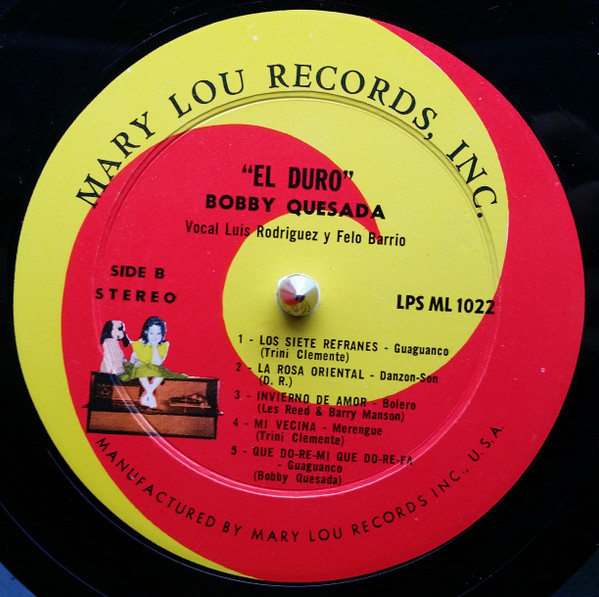 MARY LOU RECORDS, INC.
"EL DURO"
BOBBY QUESADA
Vocal Luis Rodriguez y Felo Barrio
SIDE B
STEREO
LPS ML 1022
1 - LOS SIETE REFRANES - Guaguanco
(Trini Clemente)
2 - LA ROSA ORIENTAL - Danzon-Son
(D. R.)
3 - INVIERNO DE AMOR - Bolero
(Les Reed & Barry Manson)
4 - MI VECINA - Merengue
(Trini Clemente)
5 - QUE DO-RE-MI QUE DO-RE-FA
- Guaguanco
(Bobby Quesada)
MANUFACTURED BY MARY LOU RECORDS INC., U.S.A.